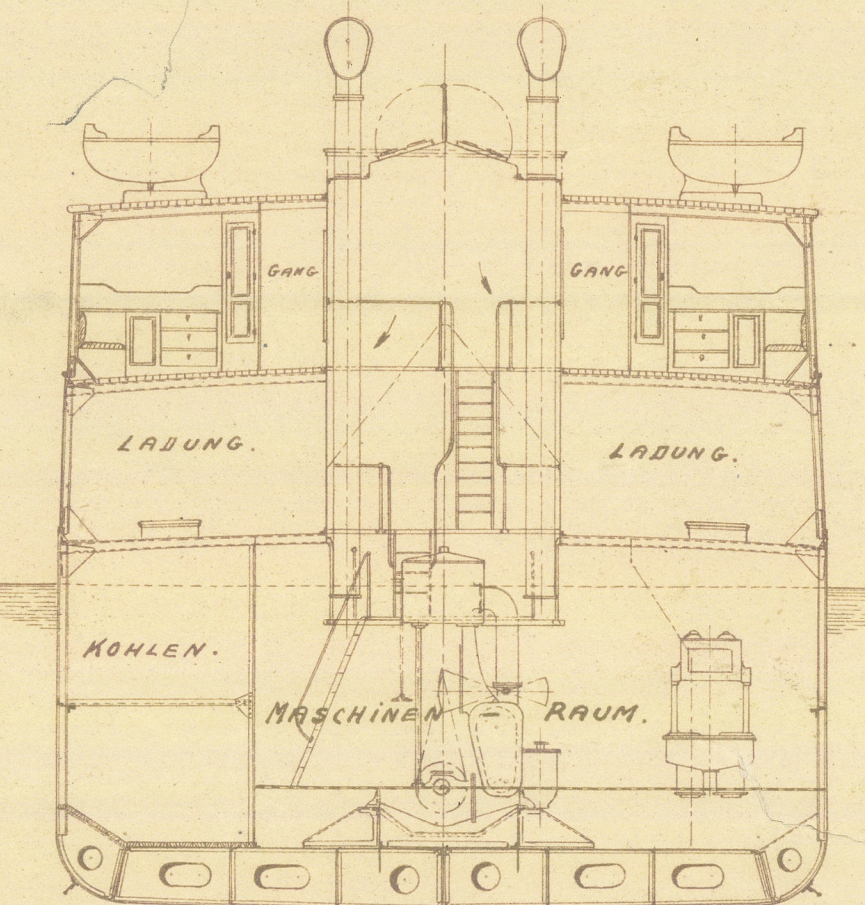 GANG
GANG
LADUNG.
LADUNG.
KOHLEN.
MASCHINEN – RAUM.